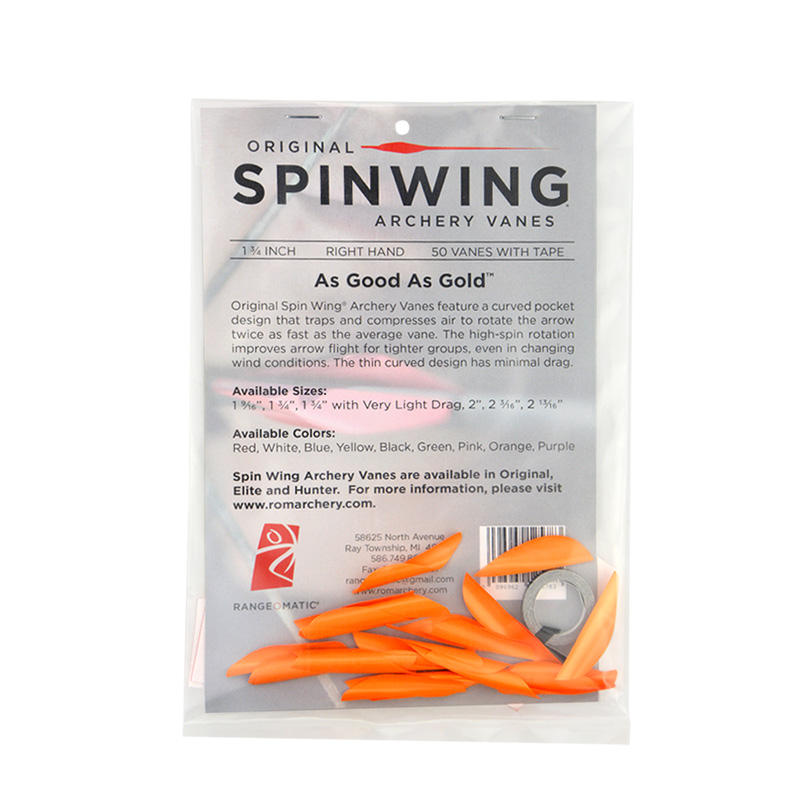 ORIGINAL
SPINWING
ARCHERY VANES
1 ¾ INCH RIGHT HAND 50 VANES WITH TAPE
As Good As Gold™
Original Spin Wing® Archery Vanes feature a curved pocket
design that traps and compresses air to rotate the arrow
twice as fast as the average vane. The high-spin rotation
improves arrow flight for tighter groups, even in changing
wind conditions. The thin curved design has minimal drag.
Available Sizes:
1 9⁄16", 1 ¾", 1 ¾" with Very Light Drag, 2", 2 3⁄16", 2 13⁄16"
Available Colors:
Red, White, Blue, Yellow, Black, Green, Pink, Orange, Purple
Spin Wing Archery Vanes are available in Original,
Elite and Hunter. For more information, please visit
www.romarchery.com.
58625 North Avenue
Ray Township, MI
586.749
www.romarchery.com
RANGEOMATIC®